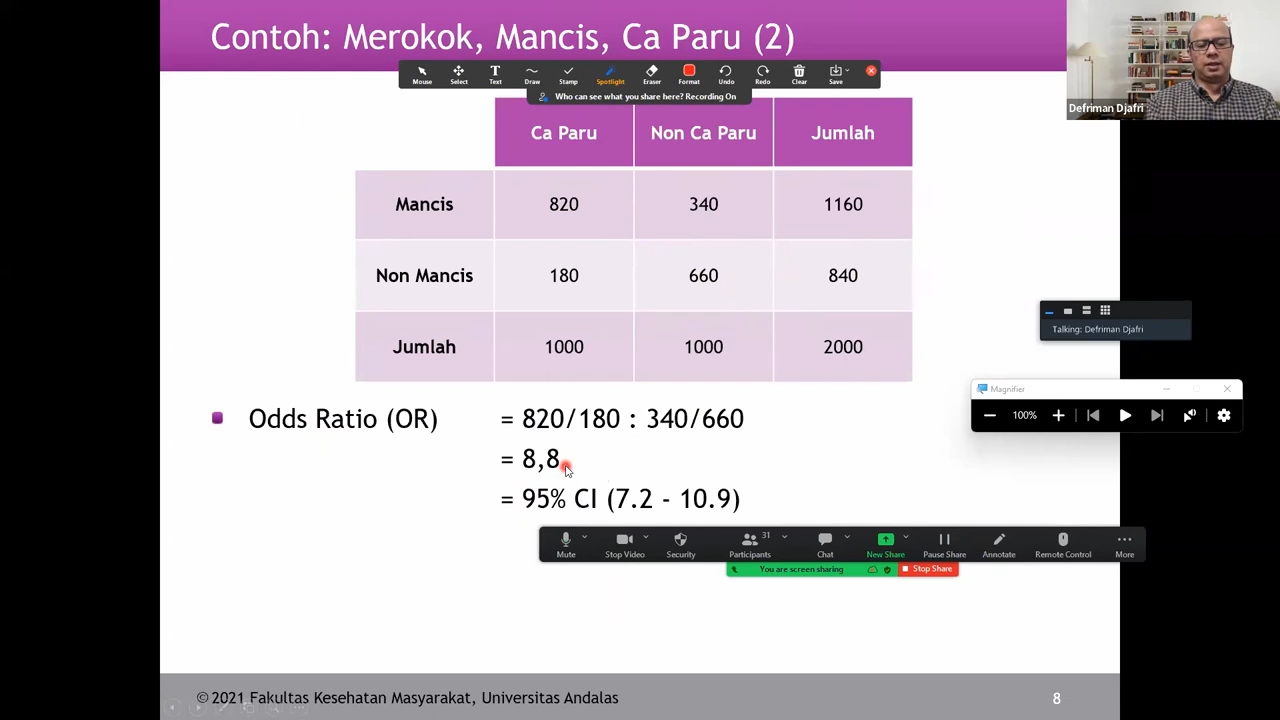 Contoh: Merokok, Mancis, Ca Paru (2)
Mouse Select Text Draw Stamp Spotlight Eraser Format Undo Redo Clear Save
Who can see what you share here? Recording On
Defriman Djafri
Ca Paru Non Ca Paru Jumlah
Mancis 820 340 1160
Non Mancis 180 660 840
Jumlah 1000 1000 2000
Talking: Defriman Djafri
Magnifier
100%
Odds Ratio (OR) = 820/180 : 340/660
= 8,8
= 95% CI (7.2 - 10.9)
31
Mute Stop Video Security Participants Chat New Share Pause Share Annotate Remote Control More
You are screen sharing Stop Share
©2021 Fakultas Kesehatan Masyarakat, Universitas Andalas 8